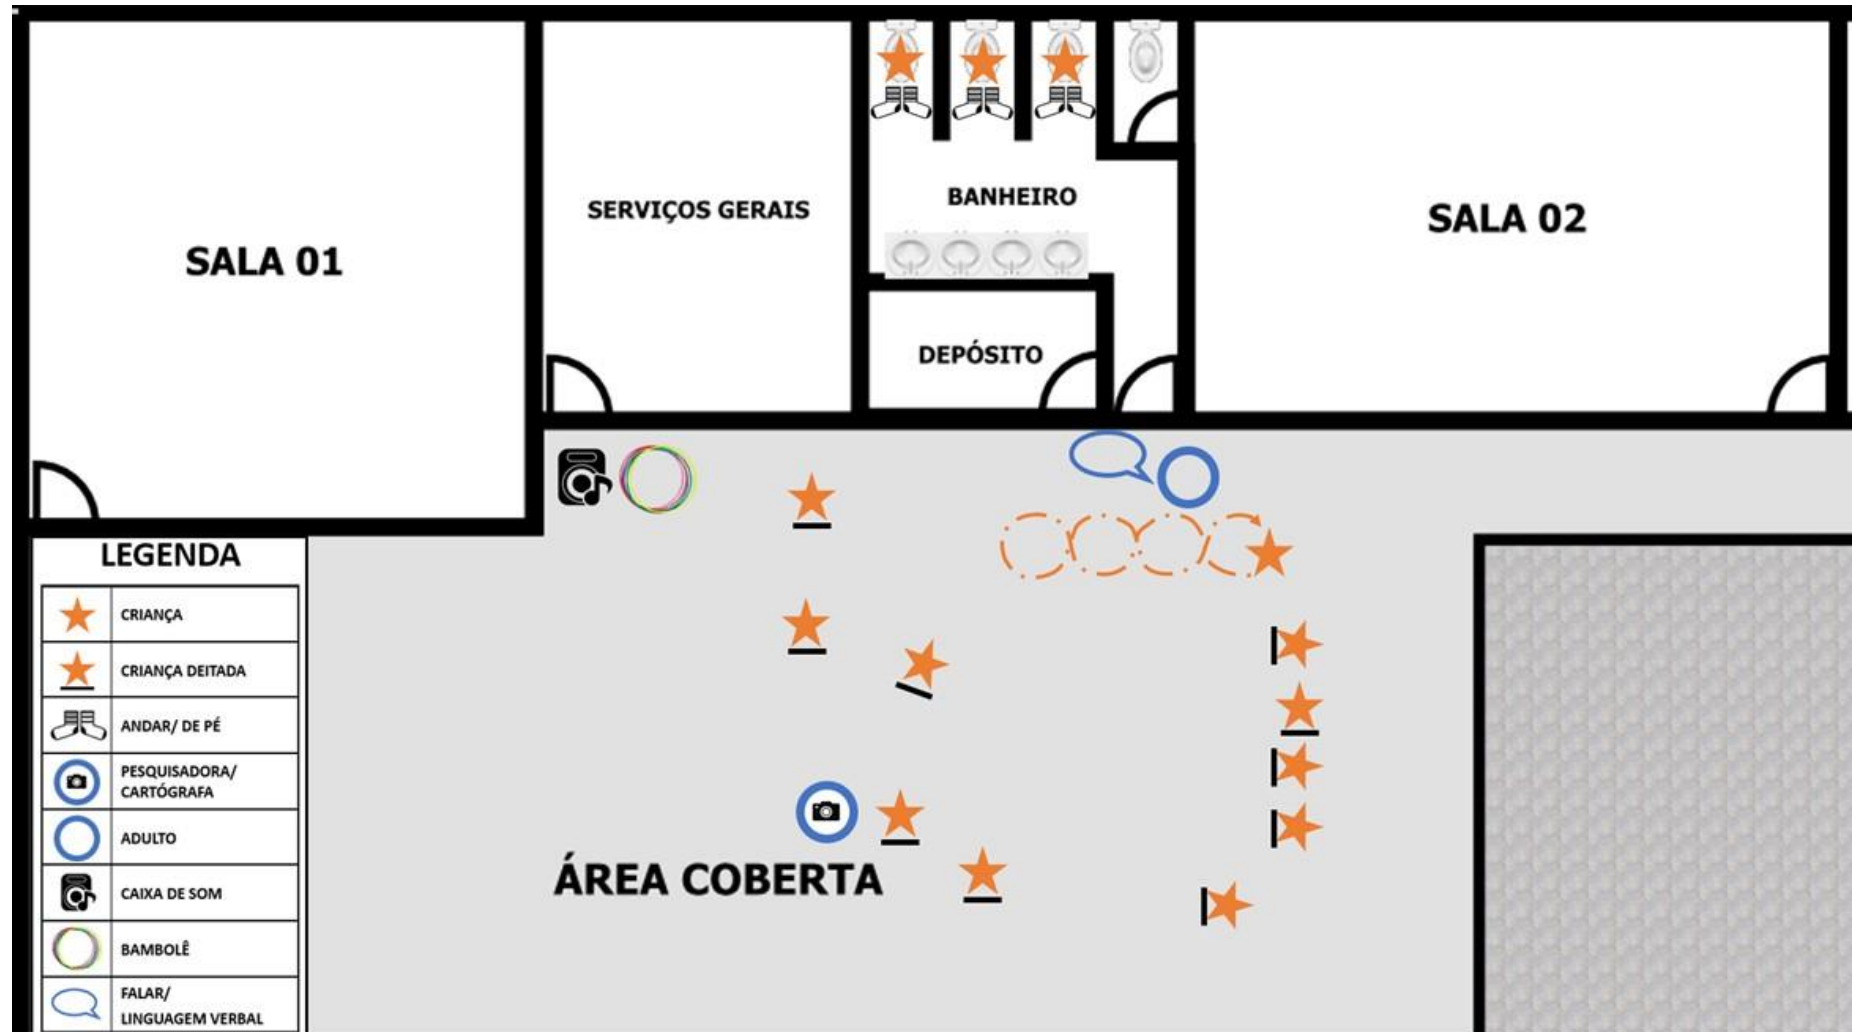 SALA 01
SERVIÇOS GERAIS
BANHEIRO
SALA 02
DEPÓSITO
ÁREA COBERTA
LEGENDA
CRIANÇA
CRIANÇA DEITADA
ANDAR/ DE PÉ
PESQUISADORA/
CARTÓGRAFA
ADULTO
CAIXA DE SOM
BAMBOLÊ
FALAR/
LINGUAGEM VERBAL